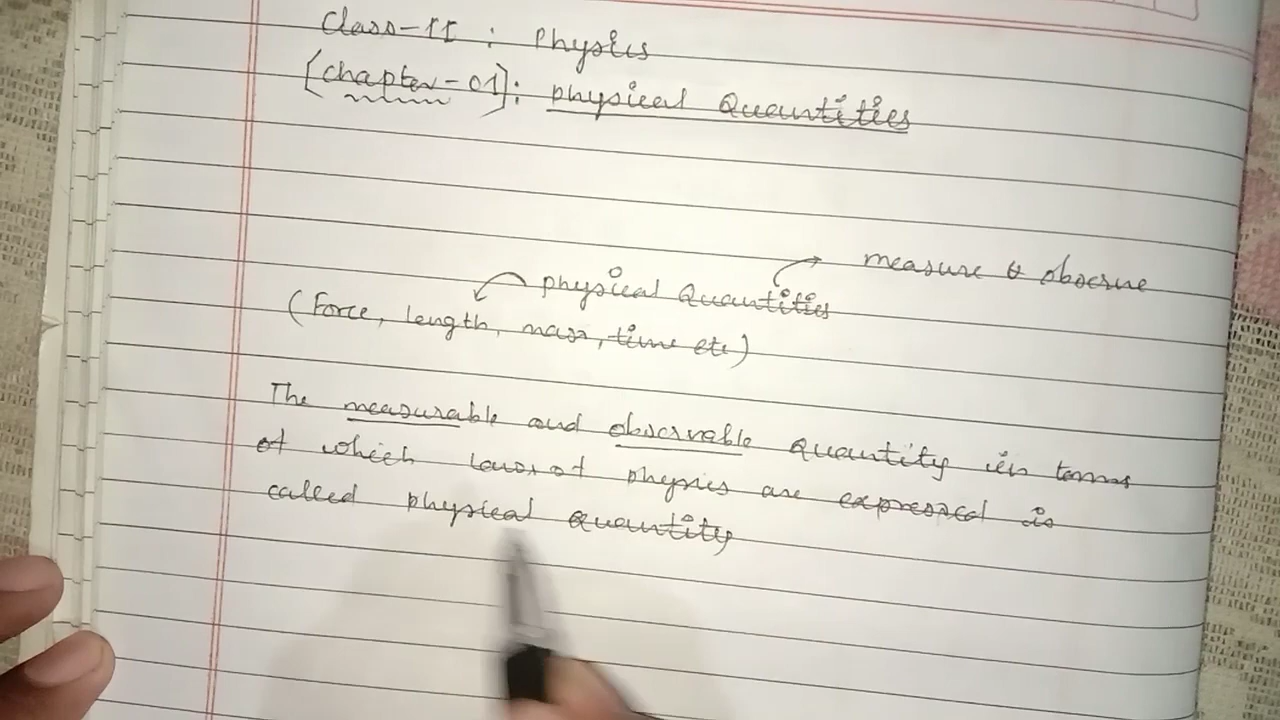 Class-11 : Physics
[Chapter-01]: Physical Quantities
Physical Quantities → measure & observe
(Force, length, mass, time etc)
The measurable and observable quantity in terms
of which laws of physics are expressed is
called physical quantity